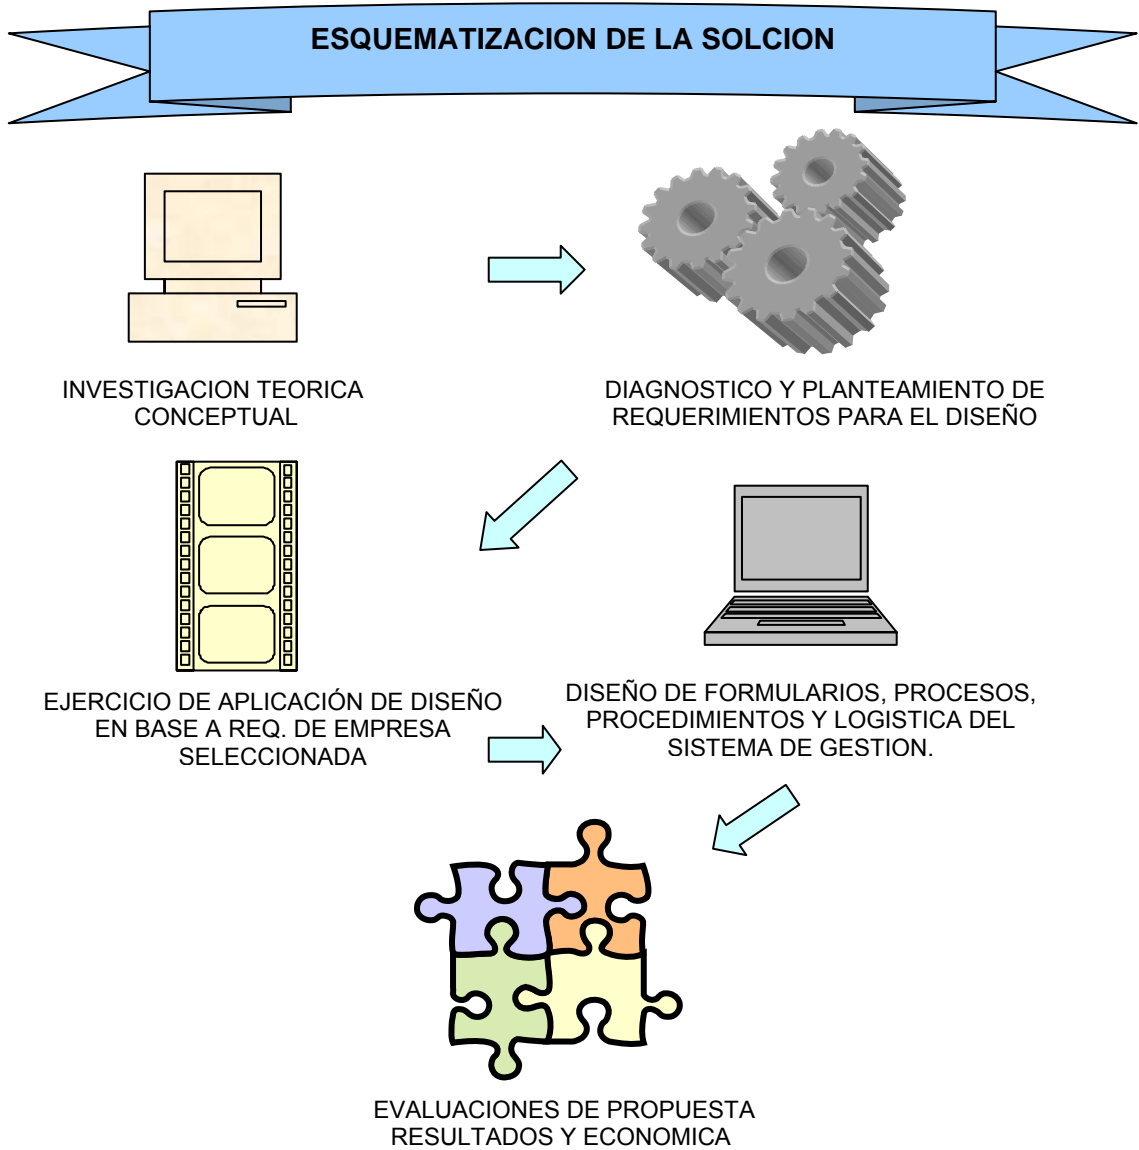 ESQUEMATIZACION DE LA SOLCION
INVESTIGACION TEORICA
CONCEPTUAL
DIAGNOSTICO Y PLANTEAMIENTO DE
REQUERIMIENTOS PARA EL DISEÑO
EJERCICIO DE APLICACIÓN DE DISEÑO
EN BASE A REQ. DE EMPRESA
SELECCIONADA
DISEÑO DE FORMULARIOS, PROCESOS,
PROCEDIMIENTOS Y LOGISTICA DEL
SISTEMA DE GESTION.
EVALUACIONES DE PROPUESTA
RESULTADOS Y ECONOMICA